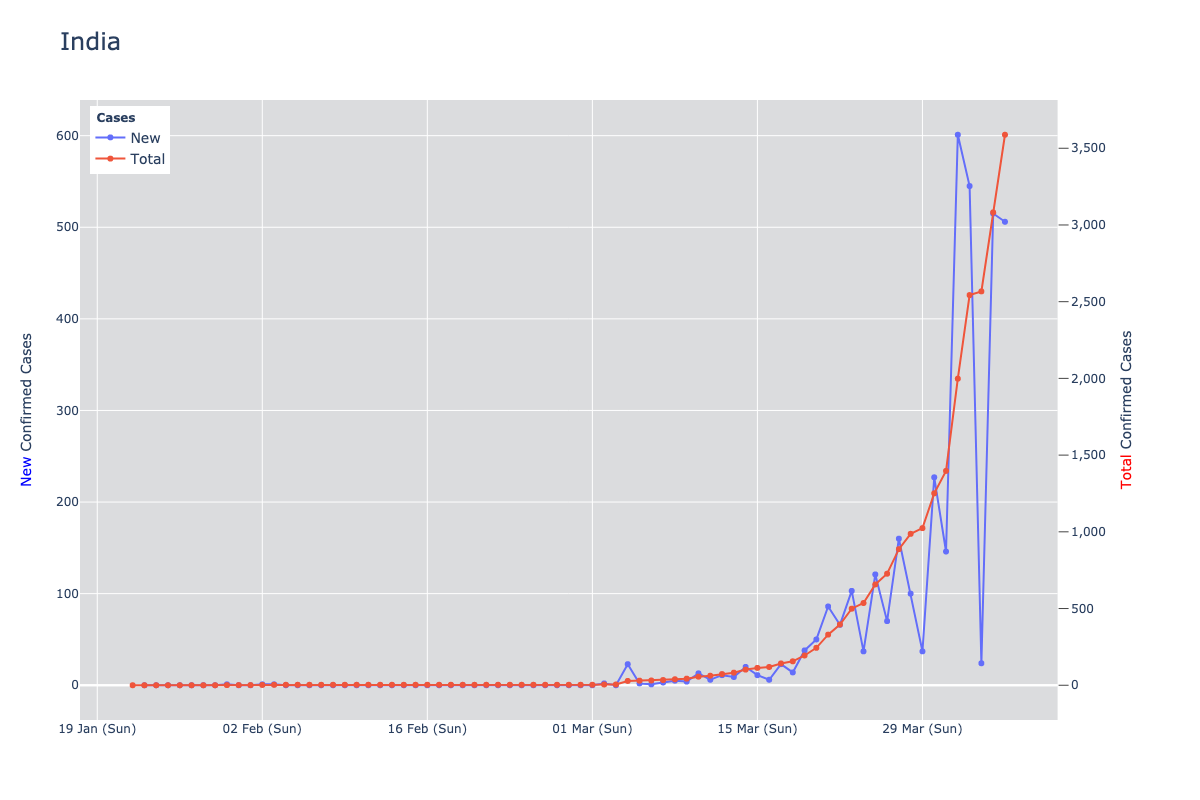 India
Cases
New
Total
600
500
400
300
200
100
0
3,500
3,000
2,500
2,000
1,500
1,000
500
0
New Confirmed Cases
Total Confirmed Cases
19 Jan (Sun) 02 Feb (Sun) 16 Feb (Sun) 01 Mar (Sun) 15 Mar (Sun) 29 Mar (Sun)